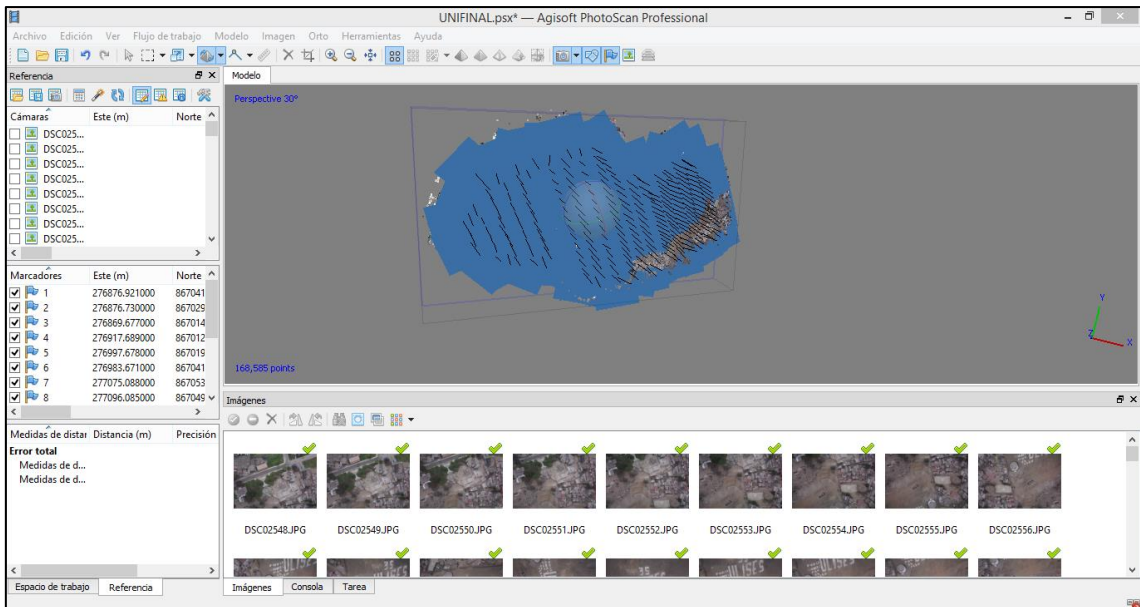 UNIFINAL.psx* — Agisoft PhotoScan Professional
Archivo Edición Ver Flujo de trabajo Modelo Imagen Orto Herramientas Ayuda
Referencia
Cámaras Este (m) Norte
DSC025...
DSC025...
DSC025...
DSC025...
DSC025...
DSC025...
DSC025...
DSC025...
Marcadores Este (m) Norte
1 276876.921000 867041
2 276876.730000 867029
3 276869.677000 867014
4 276917.689000 867012
5 276997.678000 867019
6 276983.671000 867041
7 277075.088000 867053
8 277096.085000 867049
Medidas de distar Distancia (m) Precisión
Error total
Medidas de d...
Medidas de d...
Espacio de trabajo Referencia
Modelo
Perspective 30°
Y
Z
X
168,585 points
Imágenes
DSC02548.JPG DSC02549.JPG DSC02550.JPG DSC02551.JPG DSC02552.JPG DSC02553.JPG DSC02554.JPG DSC02555.JPG DSC02556.JPG
Imágenes Consola Tarea